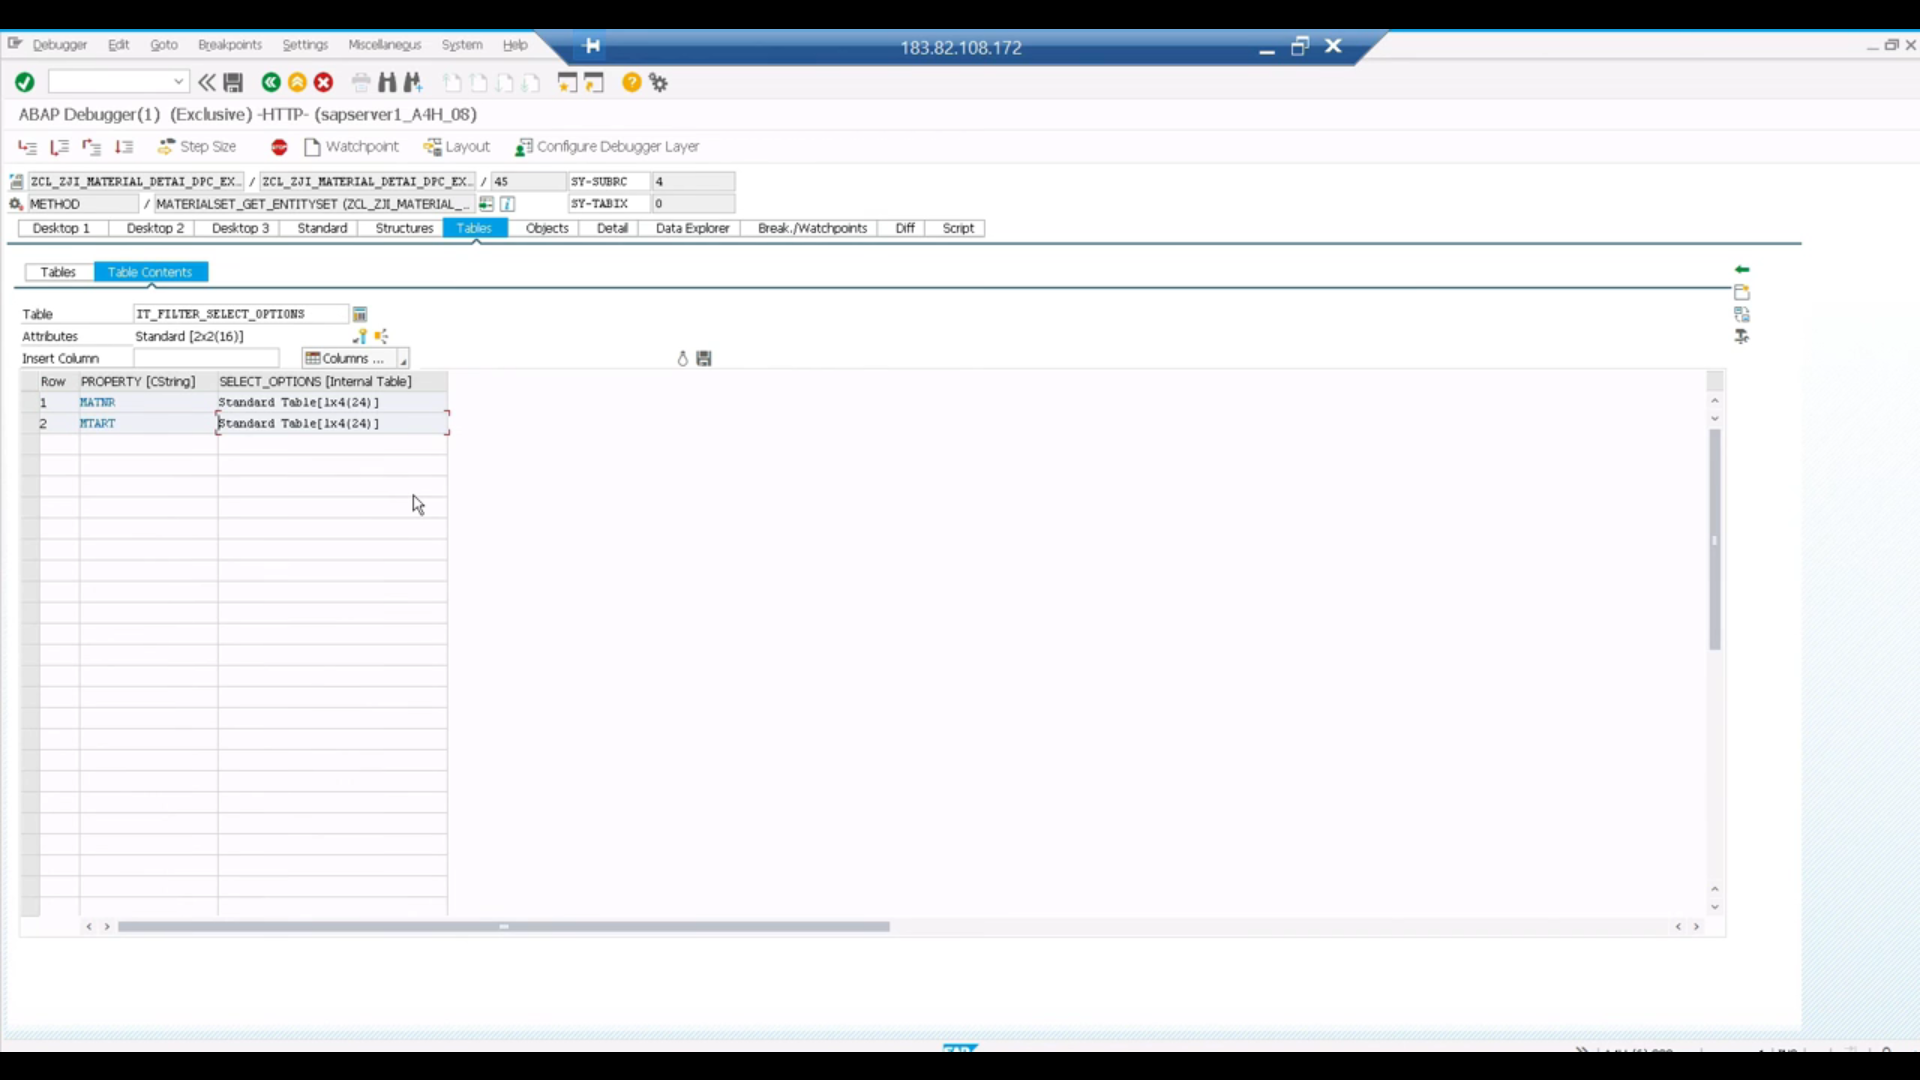 183.82.108.172
Debugger Edit Goto Breakpoints Settings Miscellaneous System Help
ABAP Debugger(1) (Exclusive) -HTTP- (sapserver1_A4H_08)
Step Size Watchpoint Layout Configure Debugger Layer
ZCL_ZJI_MATERIAL_DETAI_DPC_EX.. / ZCL_ZJI_MATERIAL_DETAI_DPC_EX.. / 45 SY-SUBRC 4
METHOD / MATERIALSET_GET_ENTITYSET (ZCL_ZJI_MATERIAL_... SY-TABIX 0
Desktop 1 Desktop 2 Desktop 3 Standard Structures Tables Objects Detail Data Explorer Break./Watchpoints Diff Script
Tables Table Contents
Table IT_FILTER_SELECT_OPTIONS
Attributes Standard [2x2(16)]
Insert Column Columns ...
Row PROPERTY [CString] SELECT_OPTIONS [Internal Table]
1 MATNR Standard Table[1x4(24)]
2 MTART Standard Table[1x4(24)]